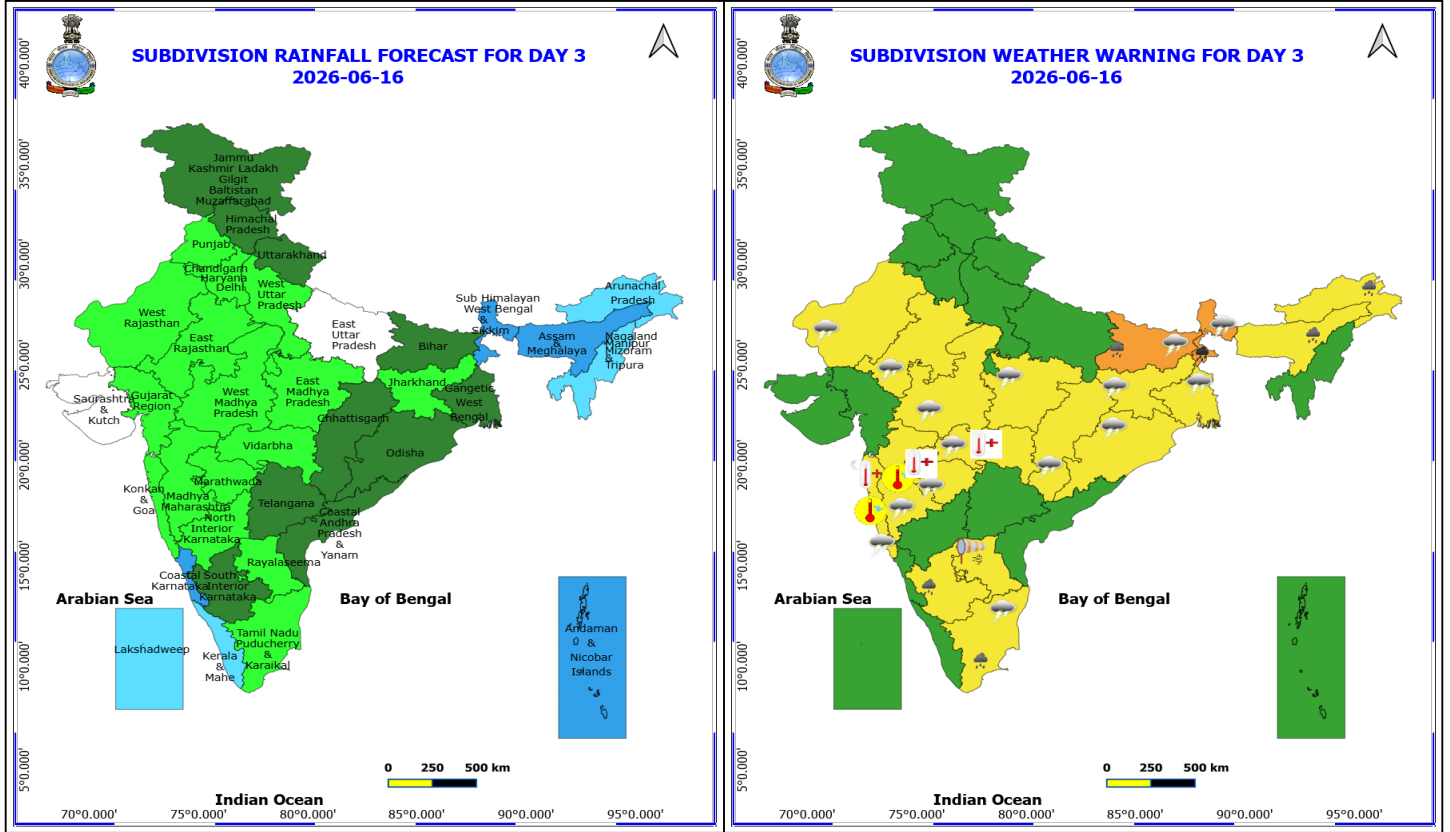 SUBDIVISION RAINFALL FORECAST FOR DAY 3
2026-06-16
40°0.000'
35°0.000'
30°0.000'
25°0.000'
20°0.000'
15°0.000'
10°0.000'
5°0.000'
Jammu
Kashmir Ladakh
Gilgit
Baltistan
Muzaffarabad
Himachal
Pradesh
Punjab
Uttarakhand
Chandigarh
Haryana
Delhi
West
Uttar
Pradesh
West
Rajasthan
East
Rajasthan
East
Uttar
Pradesh
Sub Himalayan
West Bengal
&
Sikkim
Arunachal
Pradesh
Assam
&
Meghalaya
Nagaland
Manipur
Mizoram
&
Tripura
Bihar
Jharkhand
Gangetic
West
Bengal
Saurashtra
&
Kutch
Gujarat
Region
West
Madhya
Pradesh
East
Madhya
Pradesh
Chhattisgarh
Odisha
Vidarbha
Konkan
&
Goa
Madhya
Maharashtra
Marathwada
Telangana
North
Interior
Karnataka
Coastal
Andhra
Pradesh
&
Yanam
Rayalaseema
Coastal
Karnataka
South
Interior
Karnataka
Arabian Sea
Bay of Bengal
Lakshadweep
Kerala
&
Mahe
Tamil Nadu
Puducherry
&
Karaikal
Andaman
&
Nicobar
Islands
0 250 500 km
Indian Ocean
70°0.000' 75°0.000' 80°0.000' 85°0.000' 90°0.000' 95°0.000'
SUBDIVISION WEATHER WARNING FOR DAY 3
2026-06-16
40°0.000'
35°0.000'
30°0.000'
25°0.000'
20°0.000'
15°0.000'
10°0.000'
5°0.000'
Arabian Sea
Bay of Bengal
0 250 500 km
Indian Ocean
70°0.000' 75°0.000' 80°0.000' 85°0.000' 90°0.000' 95°0.000'